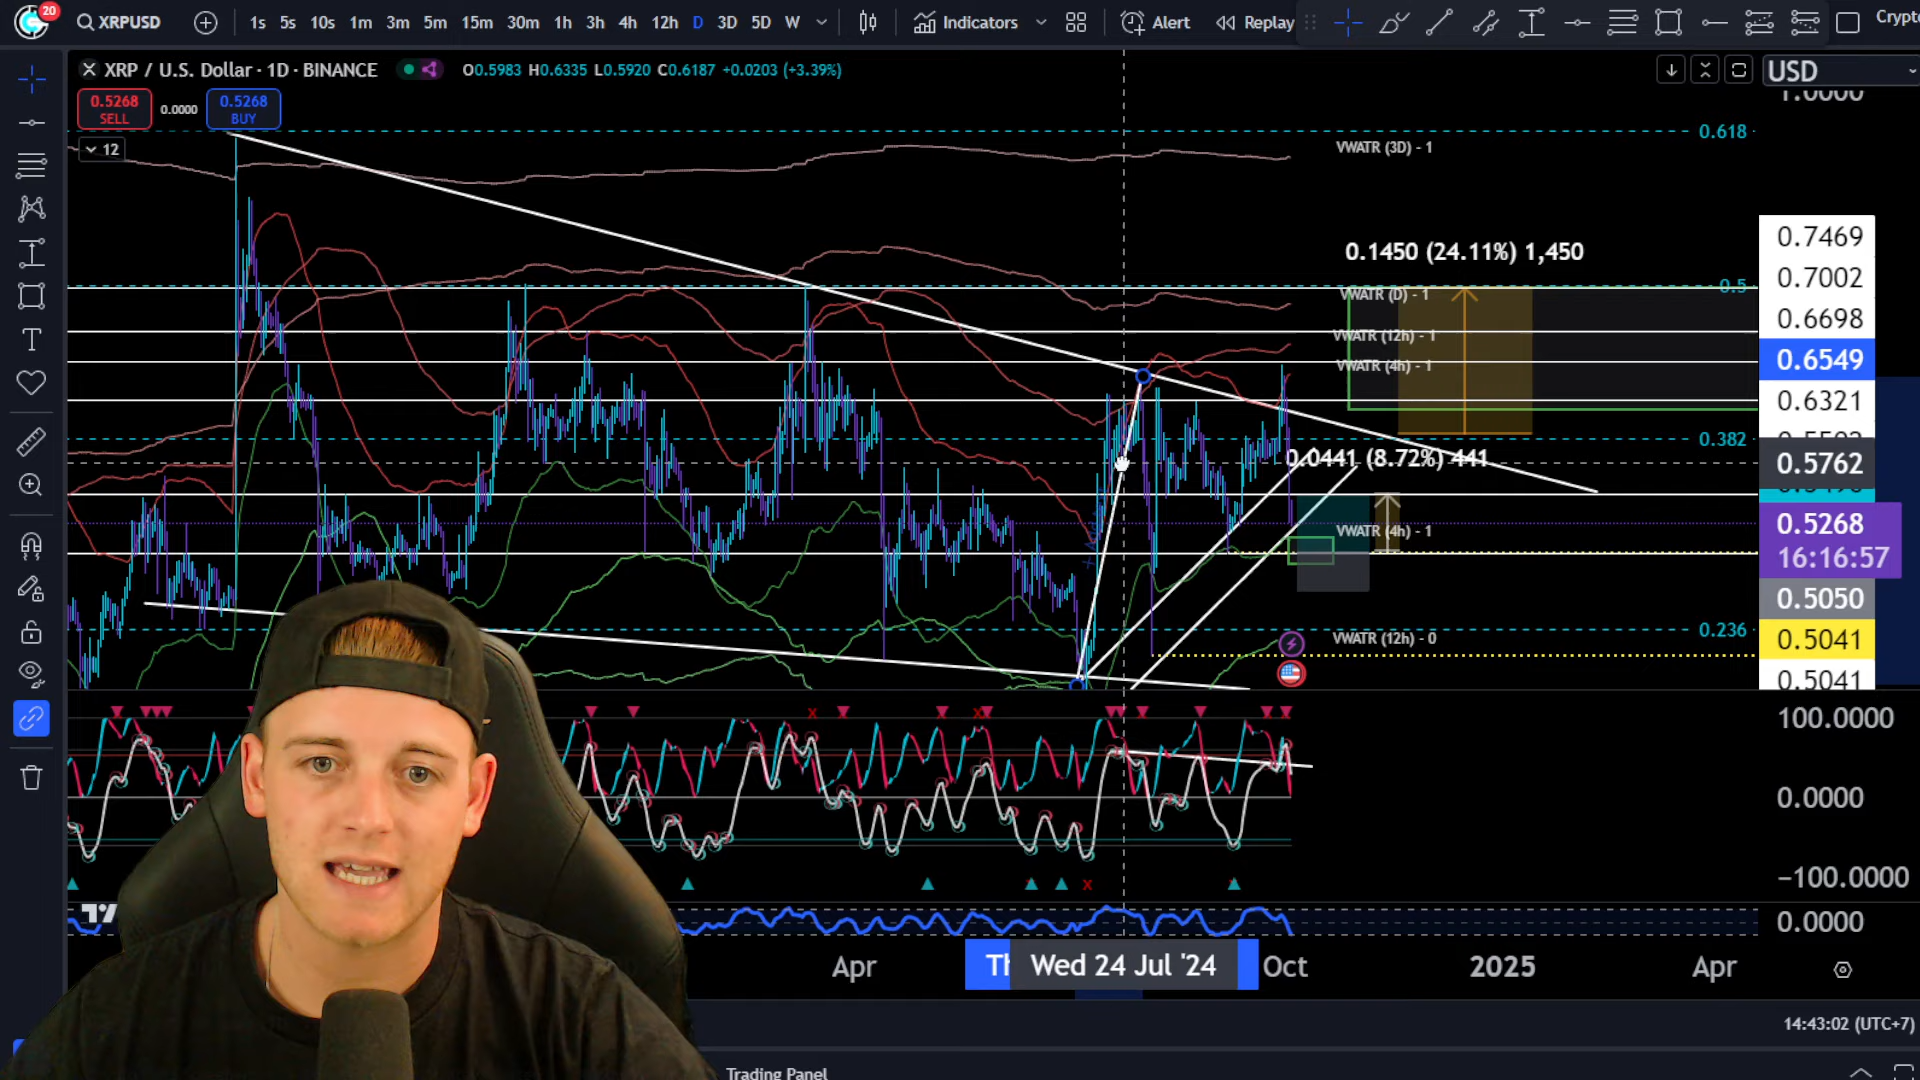 20
XRPUSD
1s 5s 10s 1m 3m 5m 15m 30m 1h 3h 4h 12h D 3D 5D W
Indicators
Alert
Replay
Crypt
XRP / U.S. Dollar · 1D · BINANCE
O0.5983 H0.6335 L0.5920 C0.6187 +0.0203 (+3.39%)
USD
0.5268
SELL
0.0000
0.5268
BUY
12
1.0000
0.618
VWATR (3D) - 1
0.7469
0.1450 (24.11%) 1,450
0.7002
0.5
VWATR (D) - 1
0.6698
VWATR (12h) - 1
0.6549
VWATR (4h) - 1
0.6321
0.382
0.0441 (8.72%) 441
0.5762
0.5268
16:16:57
VWATR (4h) - 1
0.5050
0.236
VWATR (12h) - 0
0.5041
0.5041
100.0000
0.0000
−100.0000
0.0000
Apr
Th
Wed 24 Jul '24
Oct
2025
Apr
14:43:02 (UTC+7)
Trading Panel